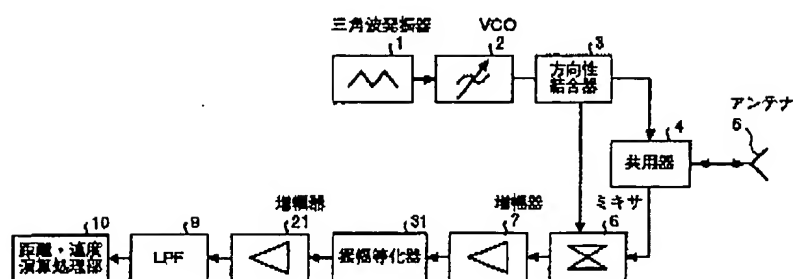 三角波発振器
VCO
1
2
3
方向性
結合器
アンテナ
5
4
共用器
増幅器
増幅器
ミキサ
10
9
21
31
7
6
距離・速度
演算処理部
LPF
振幅等化器